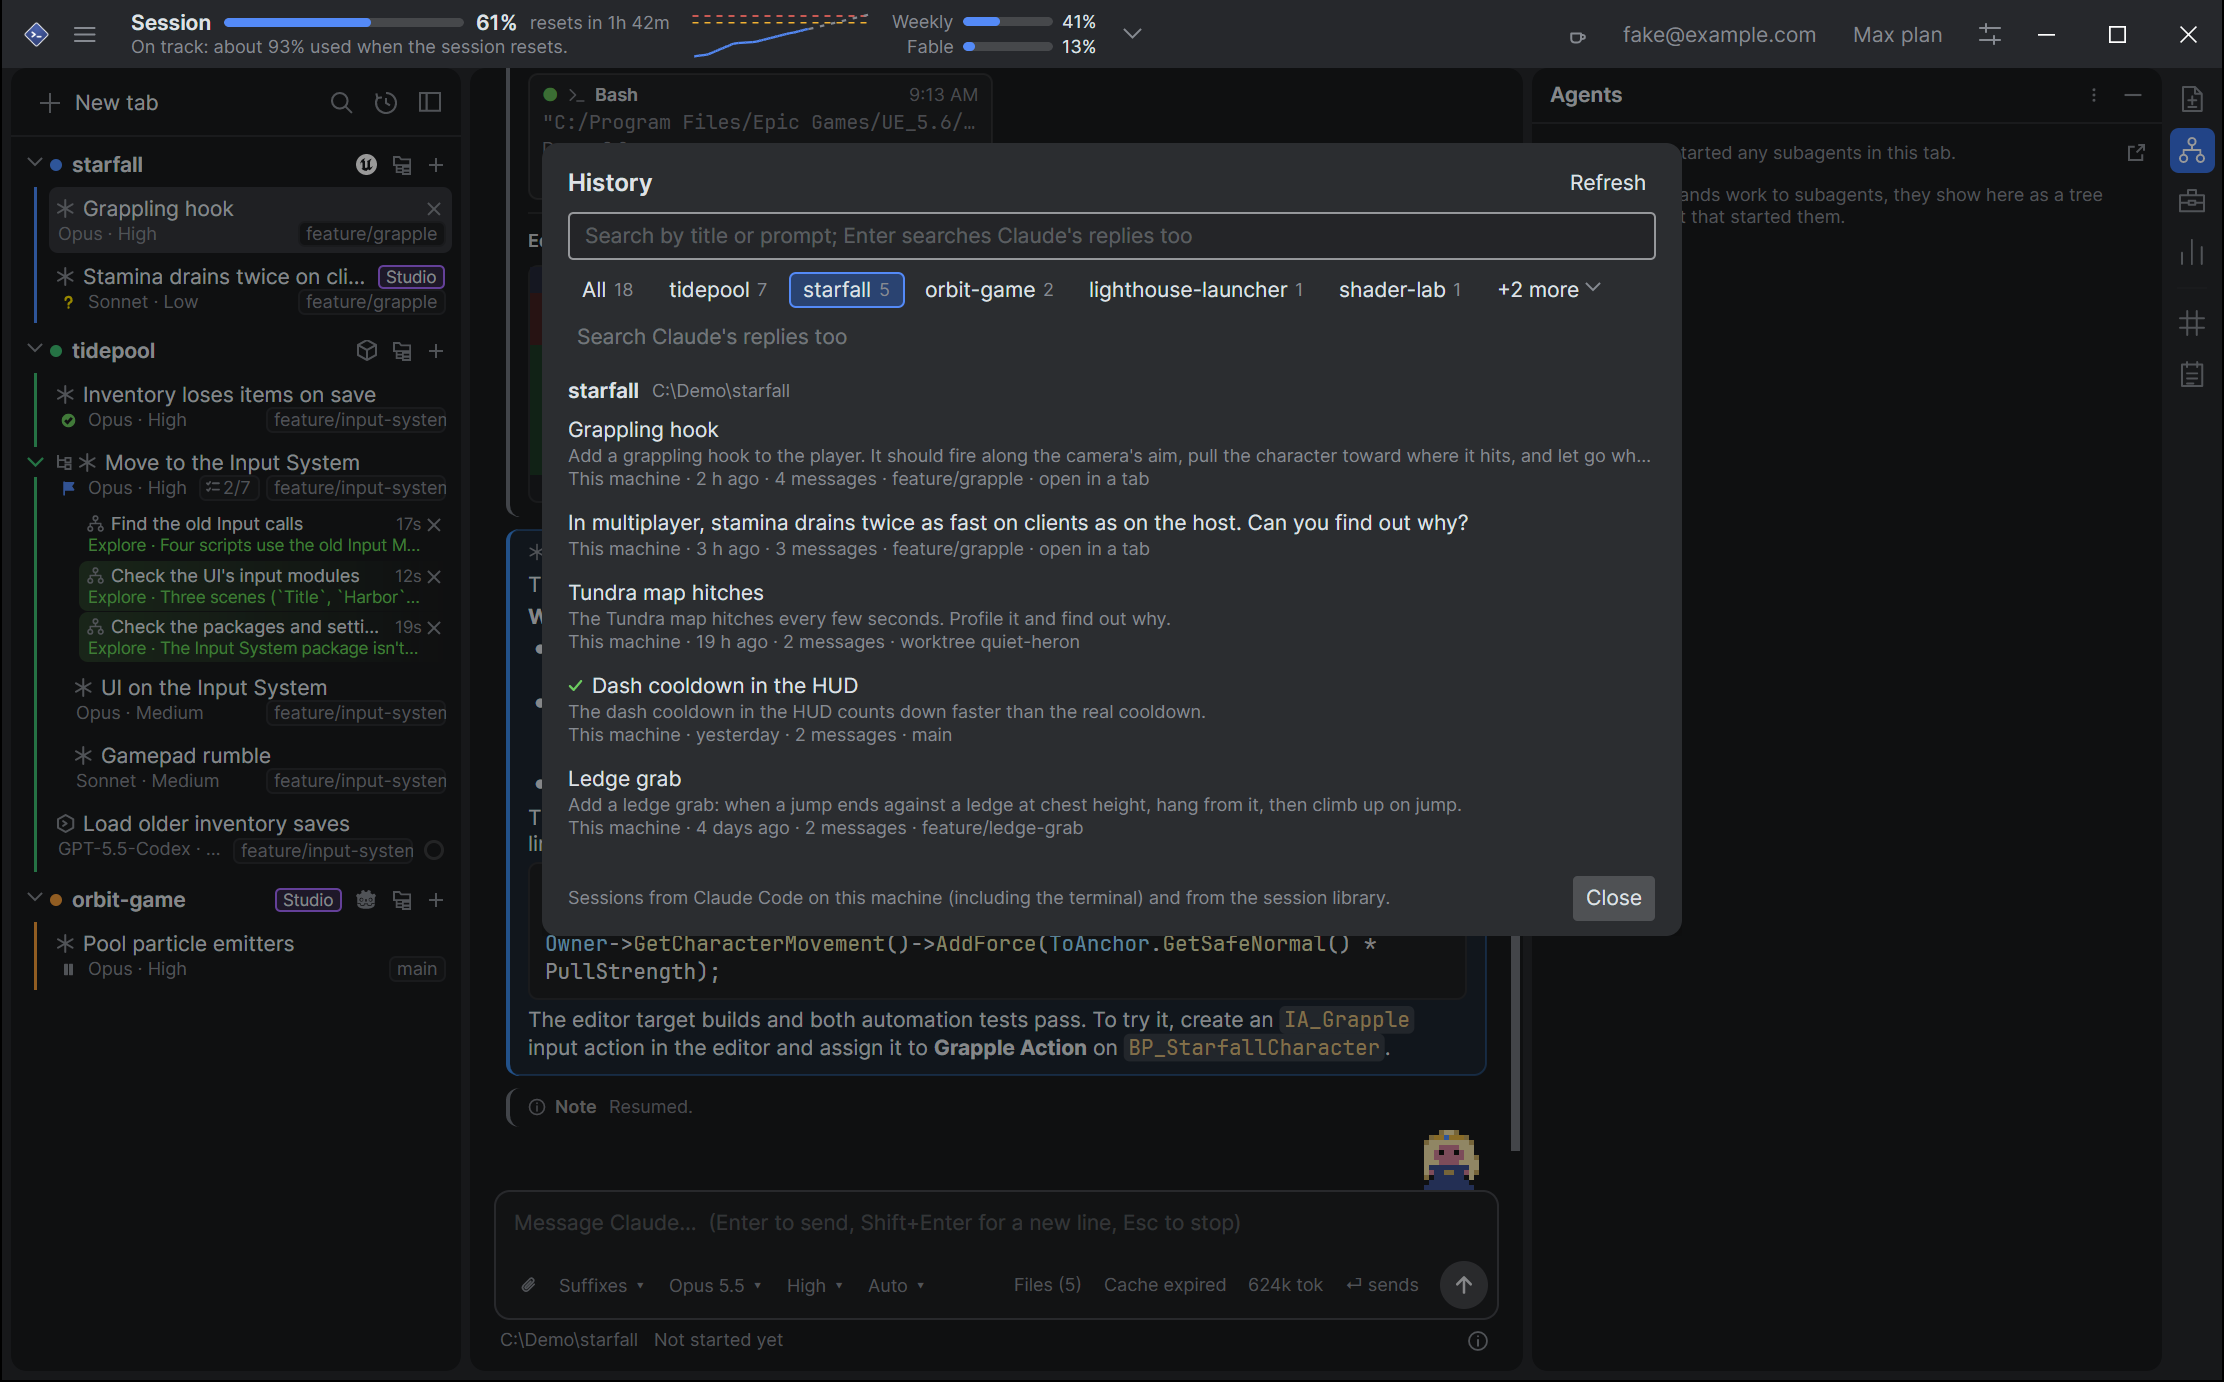 Session 61% resets in 1h 42m
On track: about 93% used when the session resets.
Weekly 41%
Fable 13%
fake@example.com Max plan
New tab
starfall
Grappling hook
Opus · High feature/grapple
Stamina drains twice on cli... Studio
? Sonnet · Low feature/grapple
tidepool
Inventory loses items on save
Opus · High feature/input-system
Move to the Input System
Opus · High 2/7 feature/input-system
Find the old Input calls 17s
Explore · Four scripts use the old Input M...
Check the UI's input modules 12s
Explore · Three scenes (`Title`, `Harbor`...
Check the packages and setti... 19s
Explore · The Input System package isn't...
UI on the Input System
Opus · Medium feature/input-system
Gamepad rumble
Sonnet · Medium feature/input-system
Load older inventory saves
GPT-5.5-Codex · ... feature/input-system
orbit-game Studio
Pool particle emitters
Opus · High main
Bash 9:13 AM
"C:/Program Files/Epic Games/UE_5.6/...
History Refresh
Search by title or prompt; Enter searches Claude's replies too
All 18 tidepool 7 starfall 5 orbit-game 2 lighthouse-launcher 1 shader-lab 1 +2 more
Search Claude's replies too
starfall C:\Demo\starfall
Grappling hook
Add a grappling hook to the player. It should fire along the camera's aim, pull the character toward where it hits, and let go wh...
This machine · 2 h ago · 4 messages · feature/grapple · open in a tab
In multiplayer, stamina drains twice as fast on clients as on the host. Can you find out why?
This machine · 3 h ago · 3 messages · feature/grapple · open in a tab
Tundra map hitches
The Tundra map hitches every few seconds. Profile it and find out why.
This machine · 19 h ago · 2 messages · worktree quiet-heron
Dash cooldown in the HUD
The dash cooldown in the HUD counts down faster than the real cooldown.
This machine · yesterday · 2 messages · main
Ledge grab
Add a ledge grab: when a jump ends against a ledge at chest height, hang from it, then climb up on jump.
This machine · 4 days ago · 2 messages · feature/ledge-grab
Sessions from Claude Code on this machine (including the terminal) and from the session library.
Close
Owner->GetCharacterMovement()->AddForce(ToAnchor.GetSafeNormal() *
PullStrength);
The editor target builds and both automation tests pass. To try it, create an IA_Grapple
input action in the editor and assign it to Grapple Action on BP_StarfallCharacter.
Note Resumed.
Message Claude... (Enter to send, Shift+Enter for a new line, Esc to stop)
Suffixes Opus 5.5 High Auto Files (5) Cache expired 624k tok sends
C:\Demo\starfall Not started yet
Agents
tarted any subagents in this tab.
ands work to subagents, they show here as a tree
t that started them.